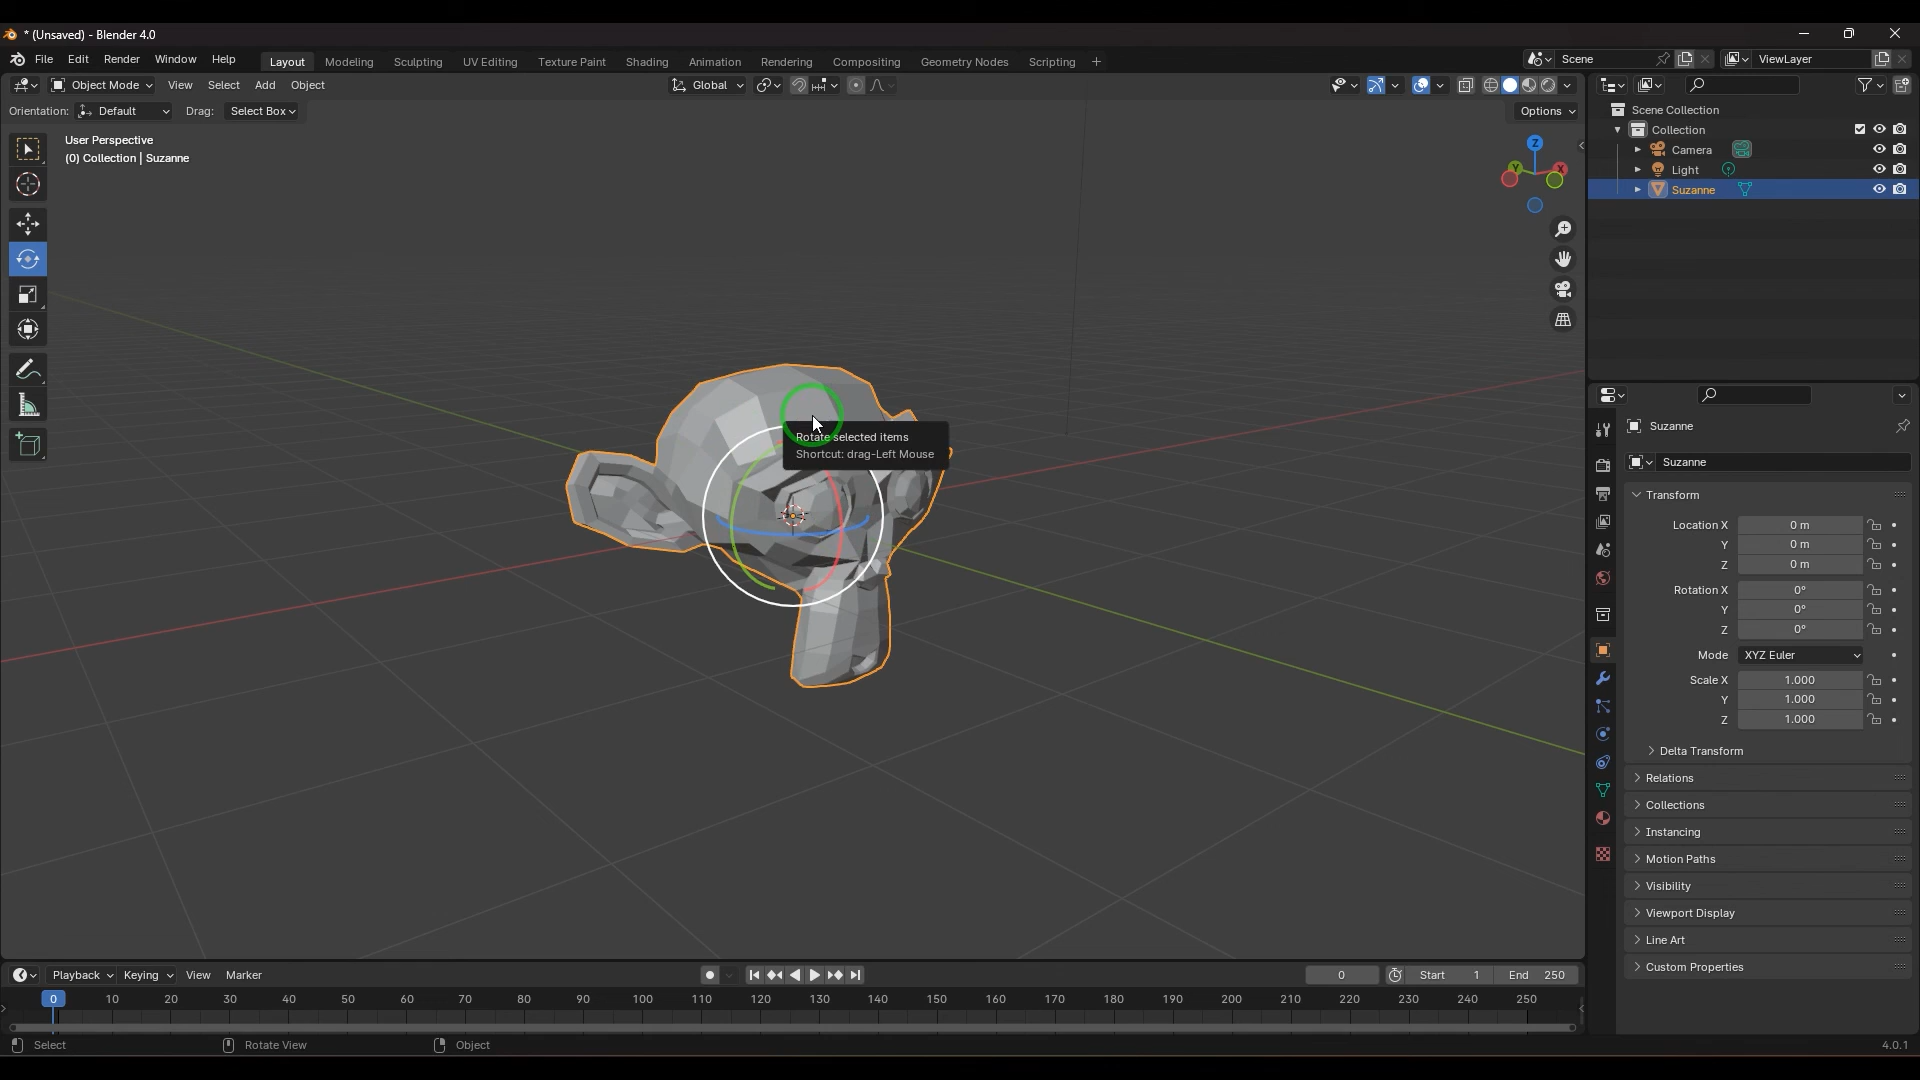 * (Unsaved) - Blender 4.0
File Edit Render Window Help Layout Modeling Sculpting UV Editing Texture Paint Shading Animation Rendering Compositing Geometry Nodes Scripting + Scene ViewLayer
Object Mode View Select Add Object Global
Orientation: Default Drag: Select Box Options
User Perspective
(0) Collection | Suzanne
Z
Y X
Scene Collection
Collection
Camera
Light
Suzanne
Rotate selected items
Shortcut: drag-Left Mouse
Suzanne
Suzanne
Transform
Location X 0 m
Y 0 m
Z 0 m
Rotation X 0°
Y 0°
Z 0°
Mode XYZ Euler
Scale X 1.000
Y 1.000
Z 1.000
Delta Transform
Relations
Collections
Instancing
Motion Paths
Visibility
Viewport Display
Line Art
Custom Properties
Playback Keying View Marker 0 Start 1 End 250
0 10 20 30 40 50 60 70 80 90 100 110 120 130 140 150 160 170 180 190 200 210 220 230 240 250
Select Rotate View Object 4.0.1